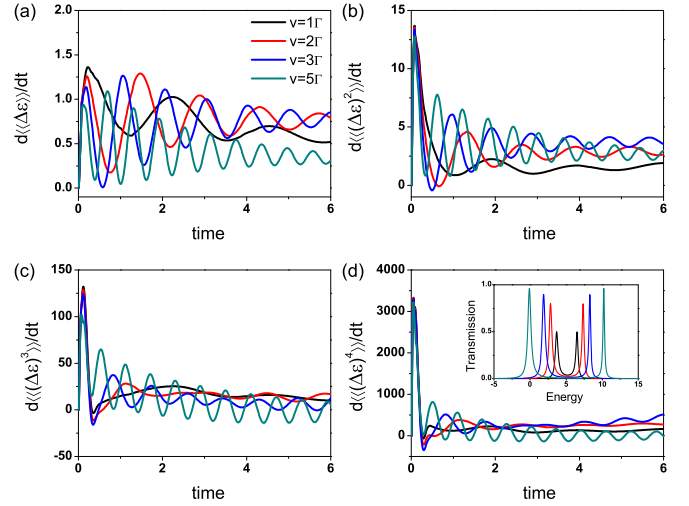 (a)
d⟨⟨Δε⟩⟩/dt
2.0
1.5
1.0
0.5
0.0
0 2 4 6
time
v=1Γ
v=2Γ
v=3Γ
v=5Γ
(b)
d⟨⟨(Δε)²⟩⟩/dt
15
10
5
0
0 2 4 6
time
(c)
d⟨⟨(Δε)³⟩⟩/dt
150
100
50
0
-50
0 2 4 6
time
(d)
d⟨⟨(Δε)⁴⟩⟩/dt
4000
3000
2000
1000
0
0 2 4 6
time
Transmission
1.0
0.5
0.0
-5 0 5 10 15
Energy